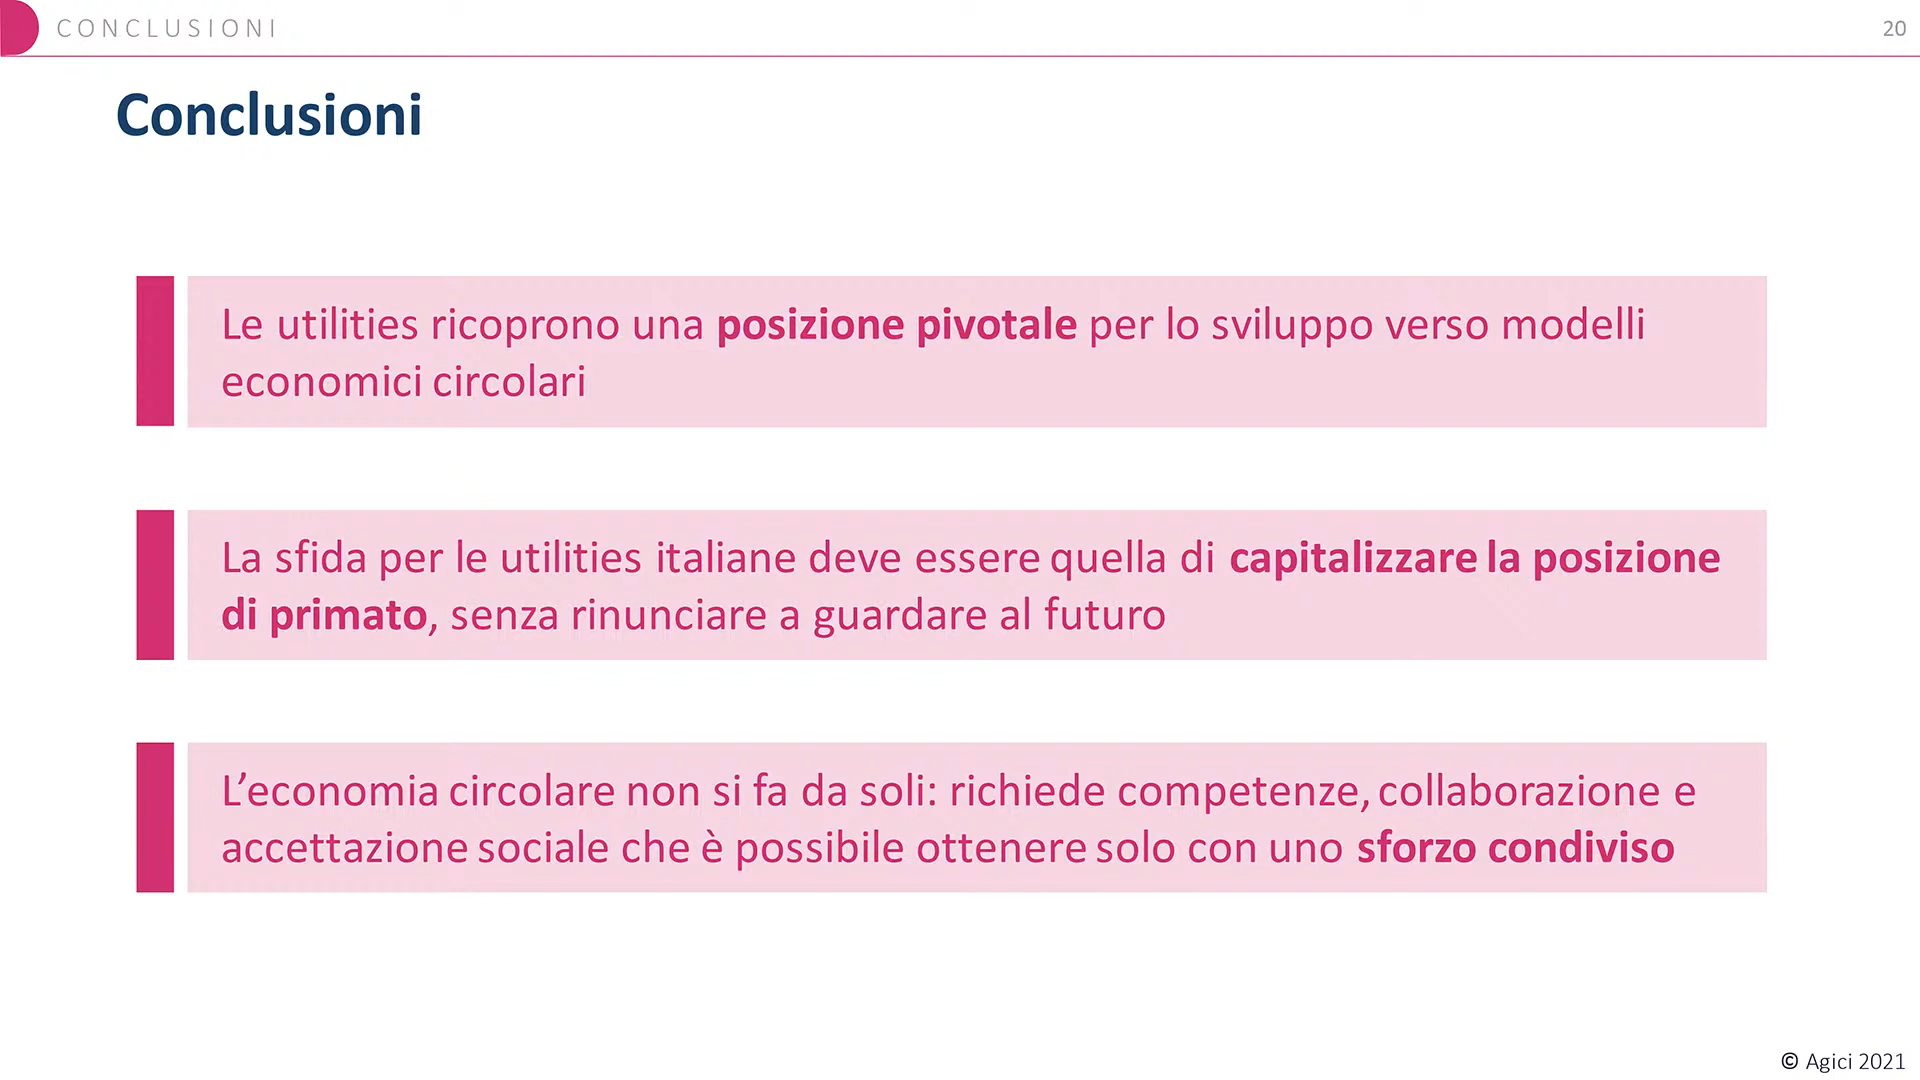 CONCLUSIONI
20
Conclusioni
Le utilities ricoprono una posizione pivotale per lo sviluppo verso modelli
economici circolari
La sfida per le utilities italiane deve essere quella di capitalizzare la posizione
di primato, senza rinunciare a guardare al futuro
L’economia circolare non si fa da soli: richiede competenze, collaborazione e
accettazione sociale che è possibile ottenere solo con uno sforzo condiviso
© Agici 2021